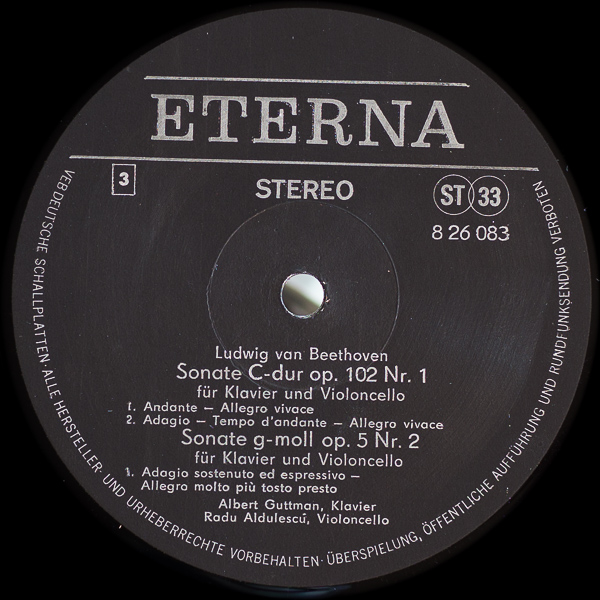 ETERNA
3
STEREO
ST 33
8 26 083
Ludwig van Beethoven
Sonate C-dur op. 102 Nr. 1
für Klavier und Violoncello
1. Andante – Allegro vivace
2. Adagio – Tempo d'andante – Allegro vivace
Sonate g-moll op. 5 Nr. 2
für Klavier und Violoncello
1. Adagio sostenuto ed espressivo –
Allegro molto più tosto presto
Albert Guttman, Klavier
Radu Aldulescú, Violoncello
VEB DEUTSCHE SCHALLPLATTEN · ALLE HERSTELLER- UND URHEBERRECHTE VORBEHALTEN · ÜBERSPIELUNG, ÖFFENTLICHE AUFFÜHRUNG UND RUNDFUNKSENDUNG VERBOTEN